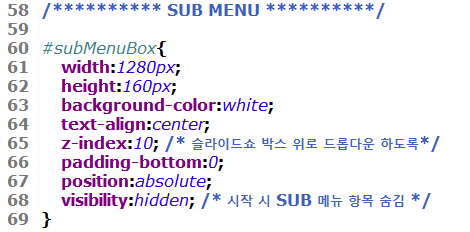 58 /********** SUB MENU **********/
59
60 #subMenuBox{
61 width:1280px;
62 height:160px;
63 background-color:white;
64 text-align:center;
65 z-index:10; /* 슬라이드쇼 박스 위로 드롭다운 하도록*/
66 padding-bottom:0;
67 position:absolute;
68 visibility:hidden; /* 시작 시 SUB 메뉴 항목 숨김 */
69 }